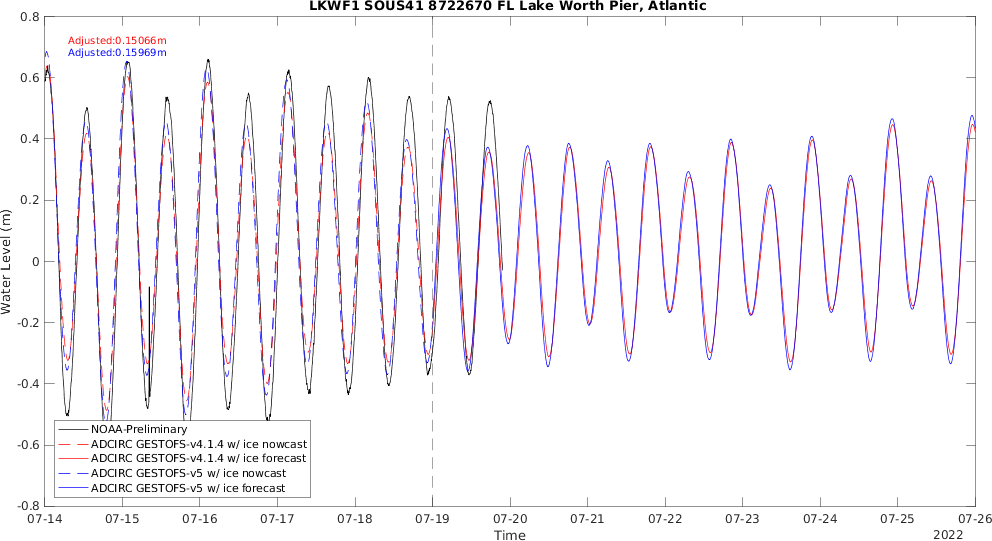 LKWF1 SOUS41 8722670 FL Lake Worth Pier, Atlantic
Adjusted:0.15066m
Adjusted:0.15969m
0.8
0.6
0.4
0.2
0
-0.2
-0.4
-0.6
-0.8
Water Level (m)
NOAA-Preliminary
ADCIRC GESTOFS-v4.1.4 w/ ice nowcast
ADCIRC GESTOFS-v4.1.4 w/ ice forecast
ADCIRC GESTOFS-v5 w/ ice nowcast
ADCIRC GESTOFS-v5 w/ ice forecast
07-14 07-15 07-16 07-17 07-18 07-19 07-20 07-21 07-22 07-23 07-24 07-25 07-26
Time
2022